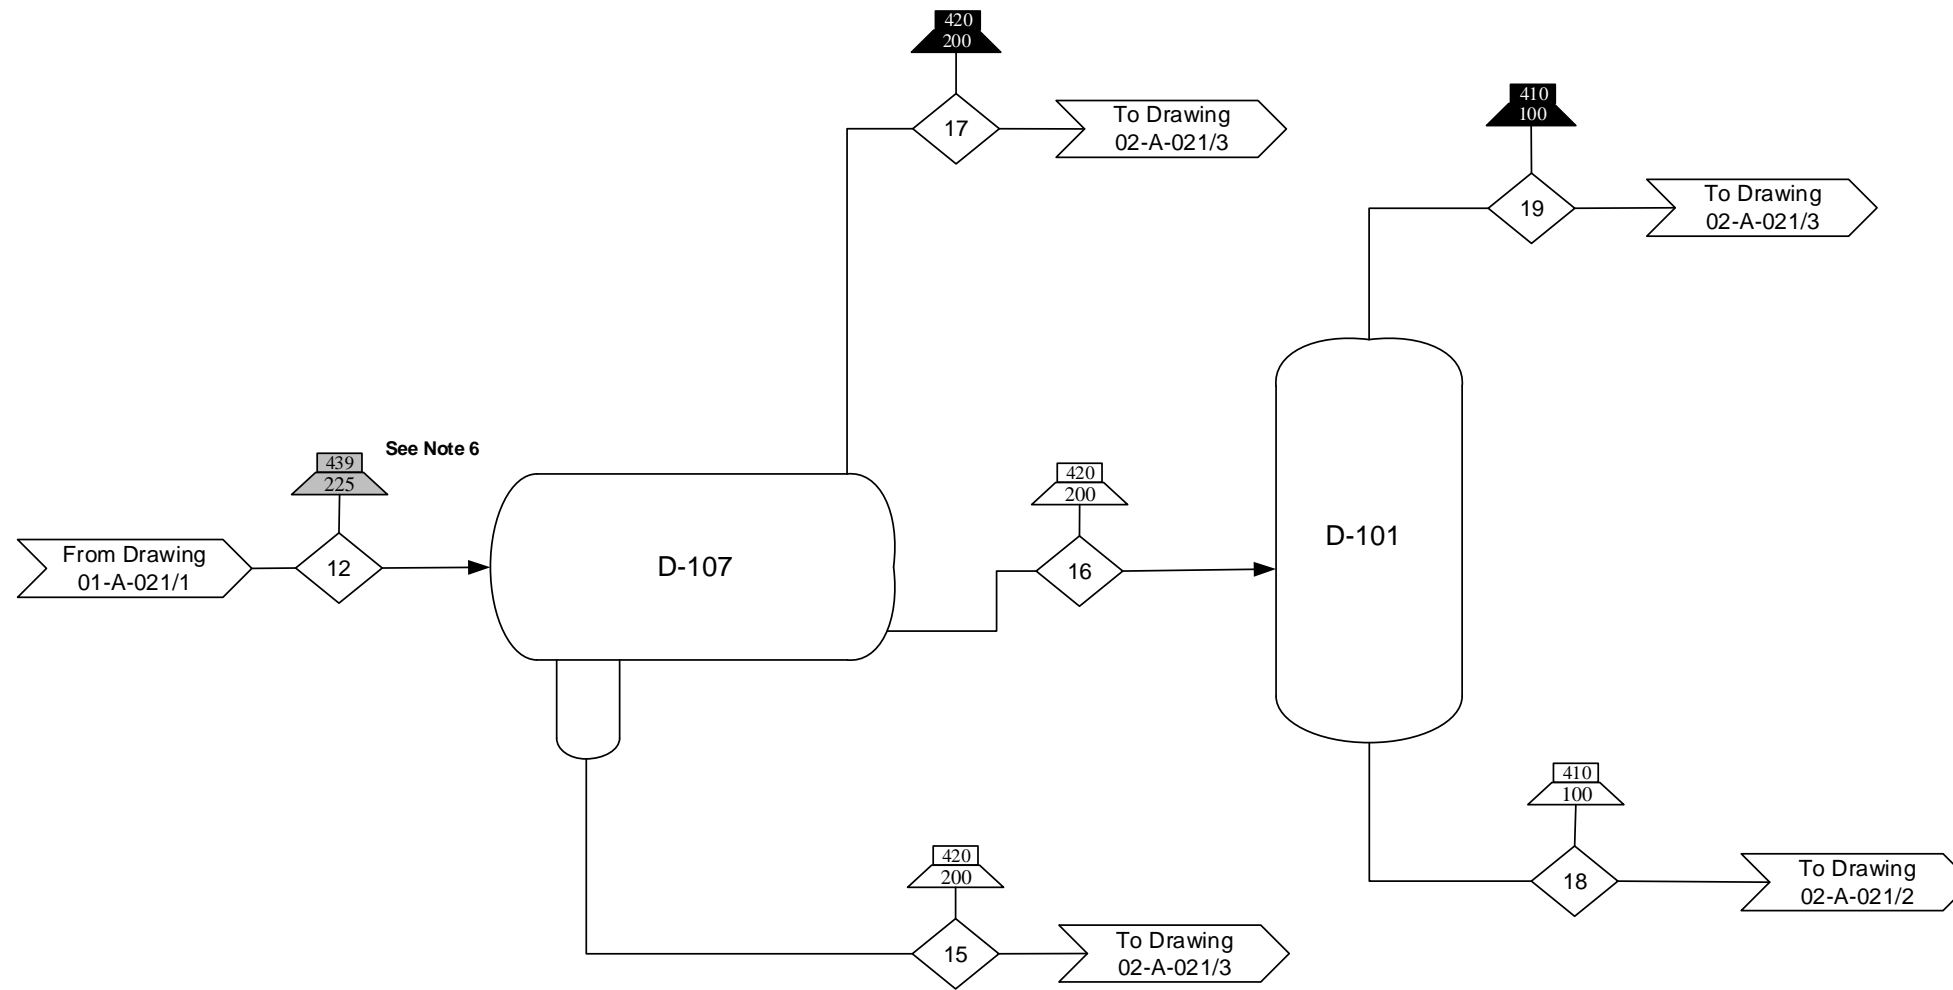 420
200
17
To Drawing
02-A-021/3
410
100
19
To Drawing
02-A-021/3
See Note 6
439
225
From Drawing
01-A-021/1
12
D-107
420
200
16
D-101
410
100
18
To Drawing
02-A-021/2
420
200
15
To Drawing
02-A-021/3